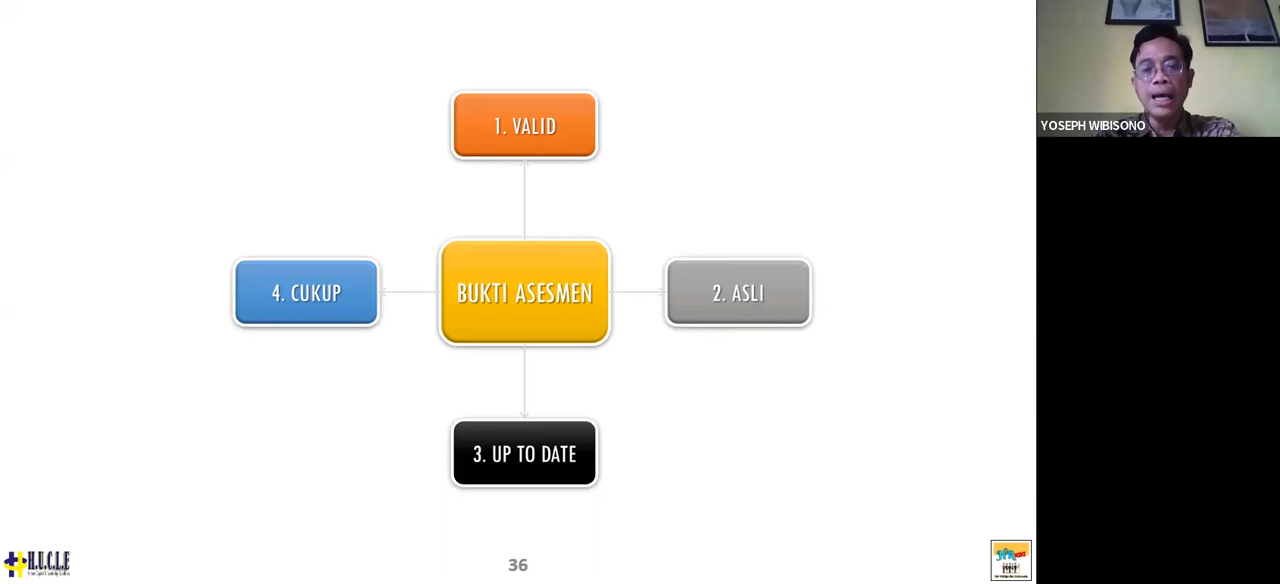 1. VALID
YOSEPH WIBISONO
4. CUKUP
BUKTI ASESMEN
2. ASLI
3. UP TO DATE
H.U.C.L.E
36